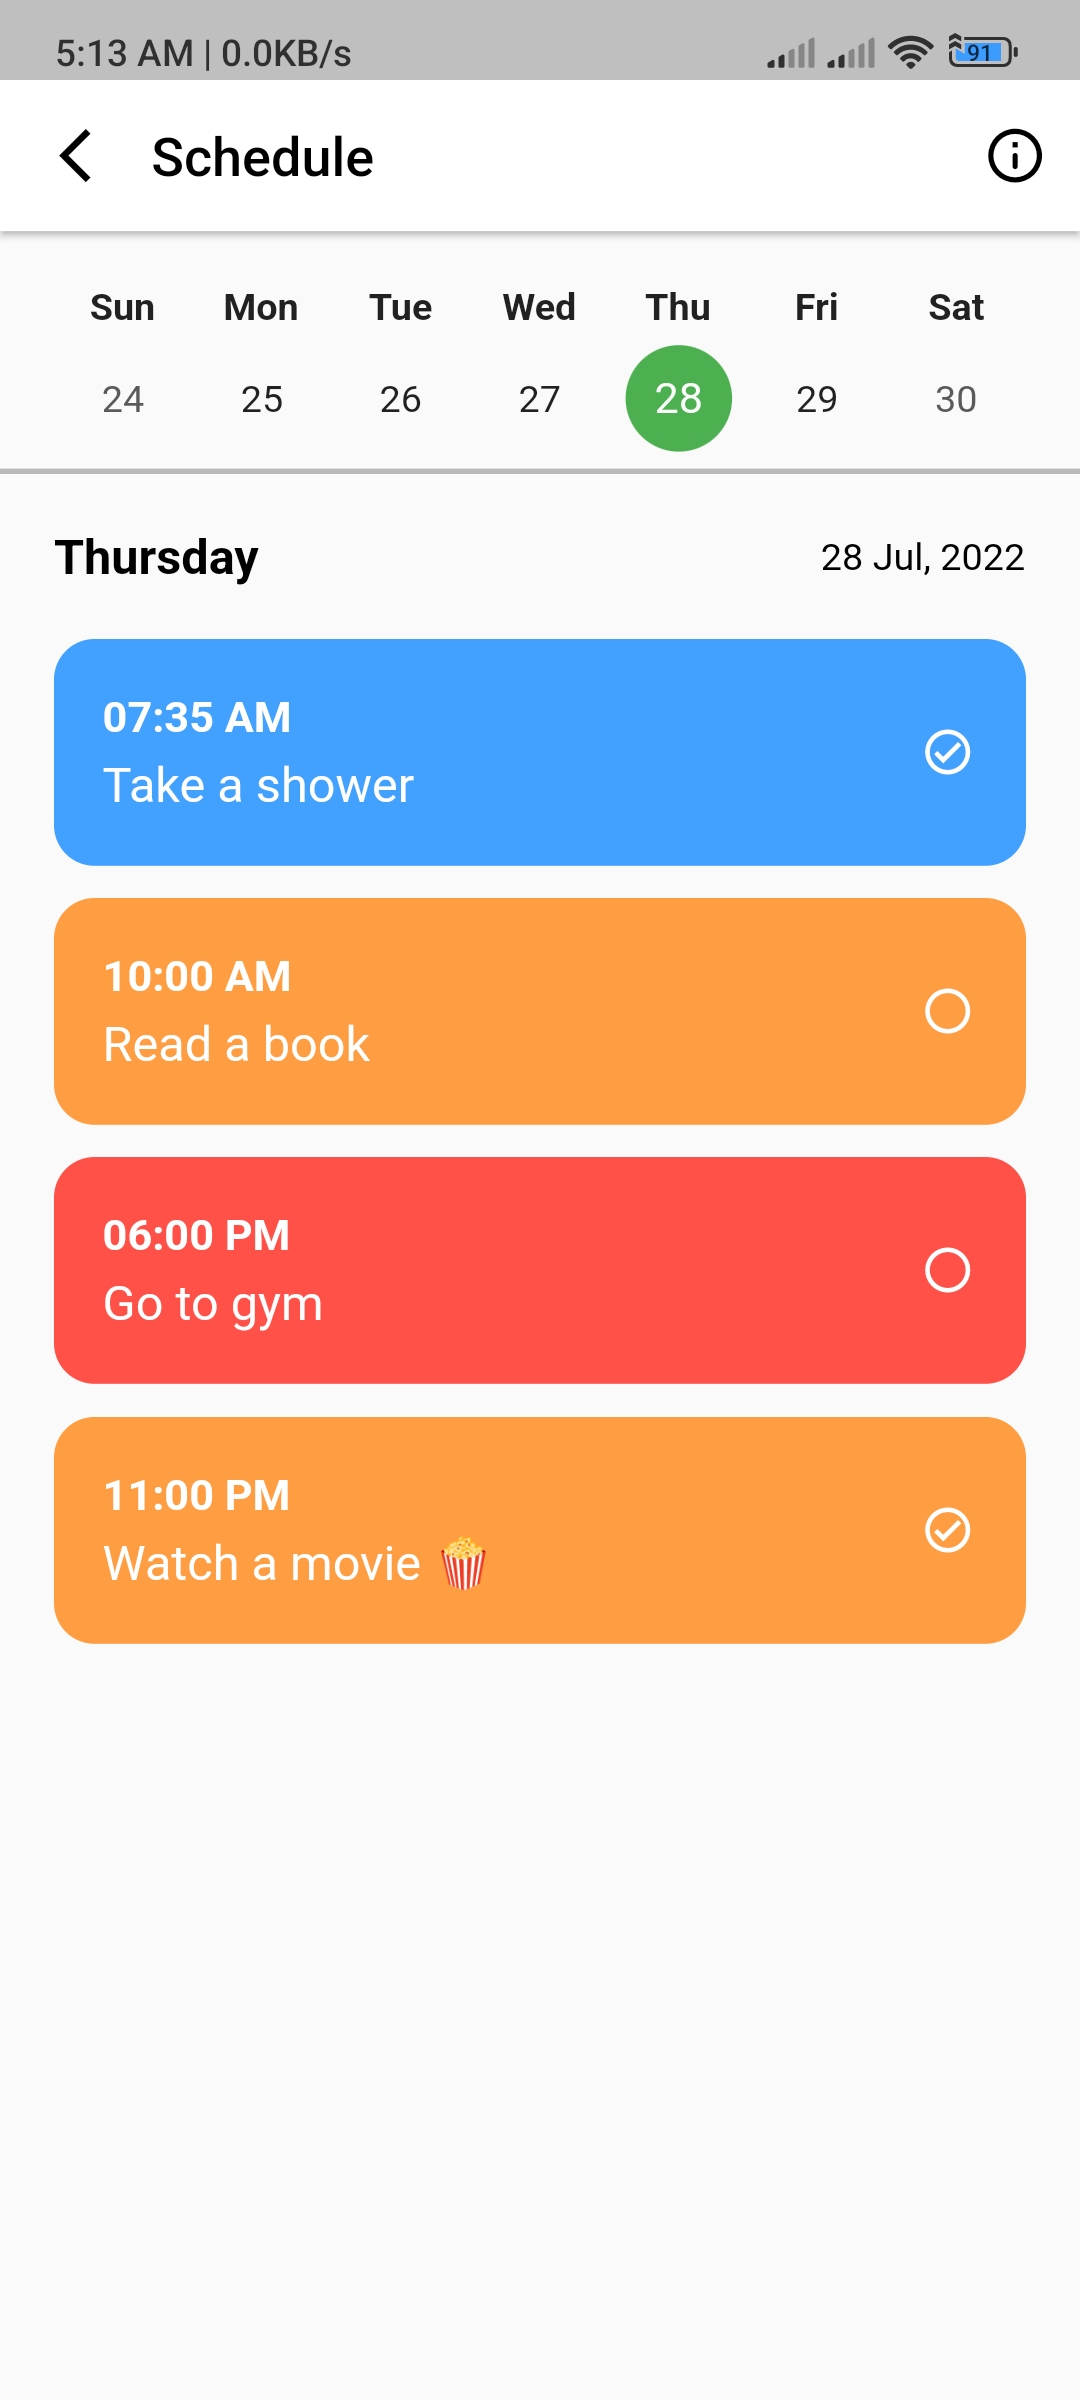 5:13 AM | 0.0KB/s 91
Schedule
Sun Mon Tue Wed Thu Fri Sat
24 25 26 27 28 29 30
Thursday 28 Jul, 2022
07:35 AM
Take a shower
10:00 AM
Read a book
06:00 PM
Go to gym
11:00 PM
Watch a movie 🍿